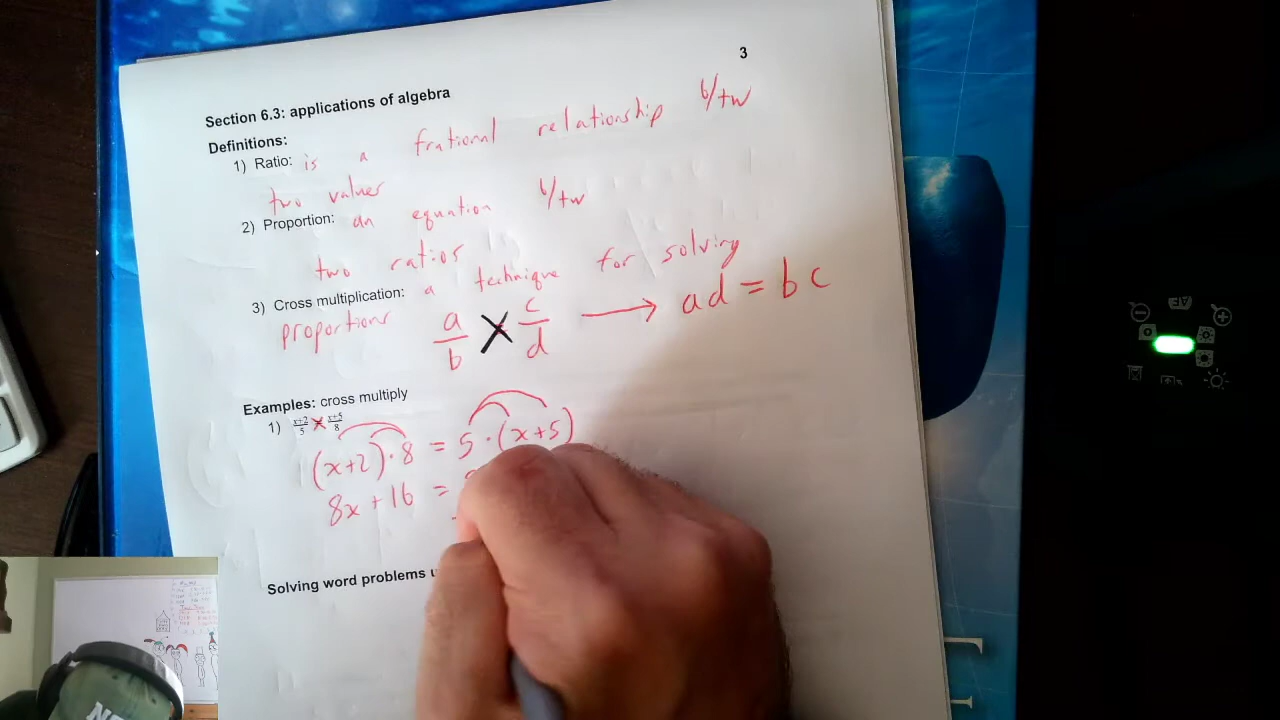 3
Section 6.3: applications of algebra
Definitions:
1) Ratio: is a frational relationship b/tw
two values
2) Proportion: an equation b/tw
two ratios
3) Cross multiplication: a technique for solving
proportions a/b X c/d → ad = bc
Examples: cross multiply
1) x+2/5 × x+5/8
(x+2)·8 = 5·(x+5)
8x + 16 =
Solving word problems